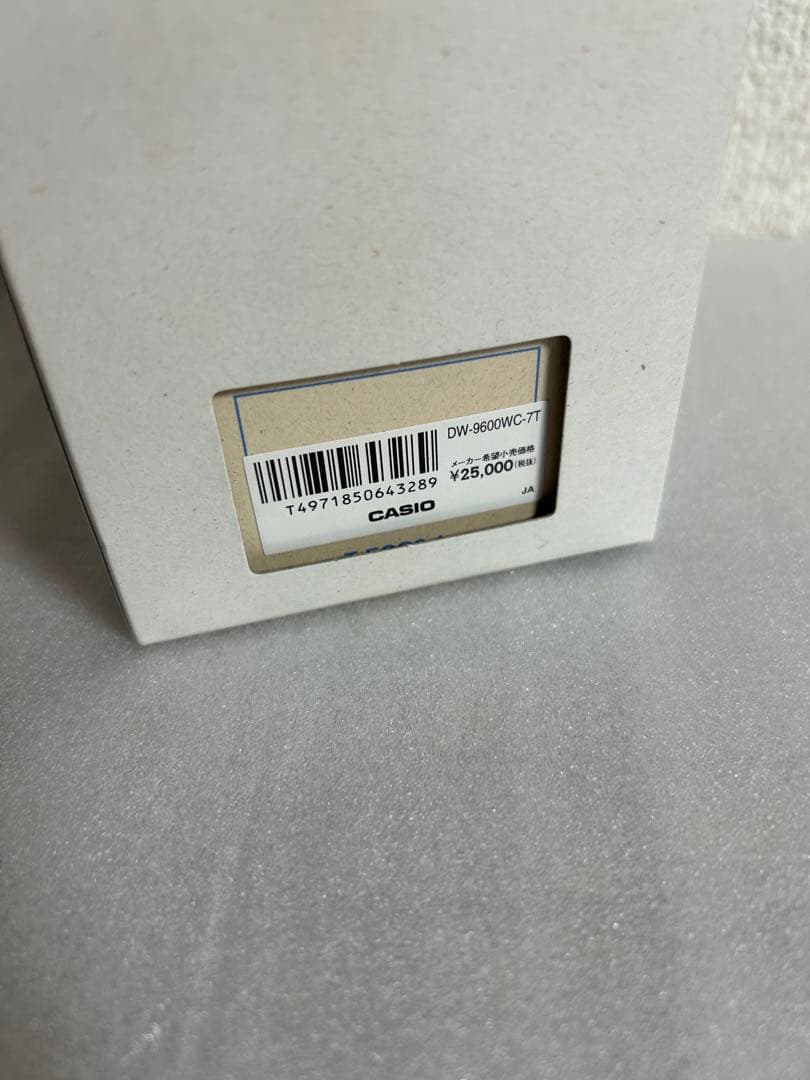 DW-9600WC-7T
メーカー希望小売価格
¥25,000(税抜)
T4971850643289
CASIO
JA